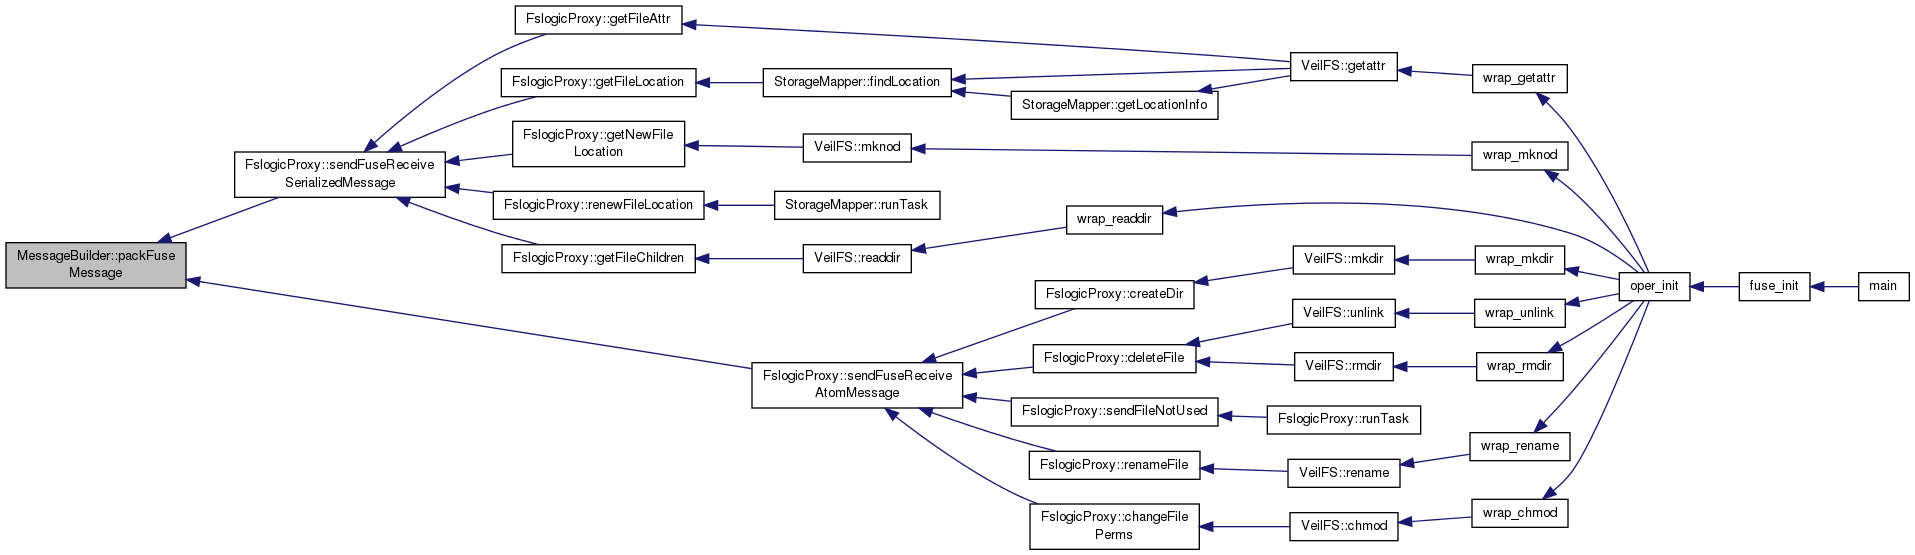 FslogicProxy::getFileAttr
VeilFS::getattr
wrap_getattr
FslogicProxy::getFileLocation
StorageMapper::findLocation
StorageMapper::getLocationInfo
FslogicProxy::getNewFile
Location
VeilFS::mknod
wrap_mknod
FslogicProxy::sendFuseReceive
SerializedMessage
FslogicProxy::renewFileLocation
StorageMapper::runTask
wrap_readdir
FslogicProxy::getFileChildren
VeilFS::readdir
MessageBuilder::packFuse
Message
VeilFS::mkdir
wrap_mkdir
FslogicProxy::createDir
oper_init
fuse_init
main
VeilFS::unlink
wrap_unlink
FslogicProxy::deleteFile
VeilFS::rmdir
wrap_rmdir
FslogicProxy::sendFuseReceive
AtomMessage
FslogicProxy::sendFileNotUsed
FslogicProxy::runTask
wrap_rename
FslogicProxy::renameFile
VeilFS::rename
FslogicProxy::changeFile
Perms
VeilFS::chmod
wrap_chmod